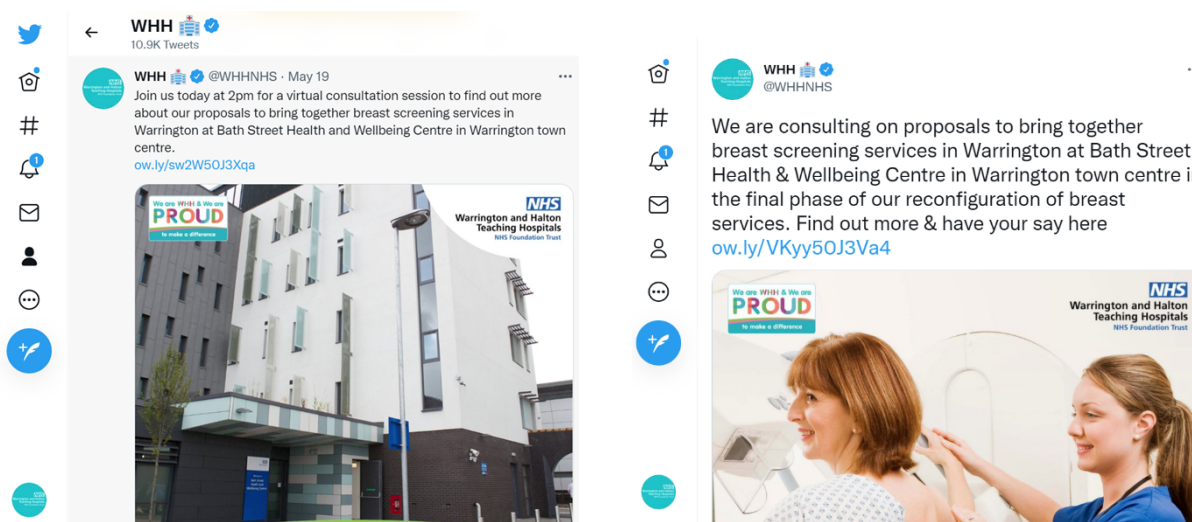 WHH
10.9K Tweets
WHH @WHHNHS · May 19
Join us today at 2pm for a virtual consultation session to find out more
about our proposals to bring together breast screening services in
Warrington at Bath Street Health and Wellbeing Centre in Warrington town
centre.
ow.ly/sw2W50J3Xqa
We are WHH & We are
PROUD
to make a difference
NHS
Warrington and Halton
Teaching Hospitals
NHS Foundation Trust
1
WHH
@WHHNHS
We are consulting on proposals to bring together
breast screening services in Warrington at Bath Street
Health & Wellbeing Centre in Warrington town centre i
the final phase of our reconfiguration of breast
services. Find out more & have your say here
ow.ly/VKyy50J3Va4
1
We are WHH & We are
PROUD
to make a difference
NHS
Warrington and Halton
Teaching Hospitals
NHS Foundation Trust